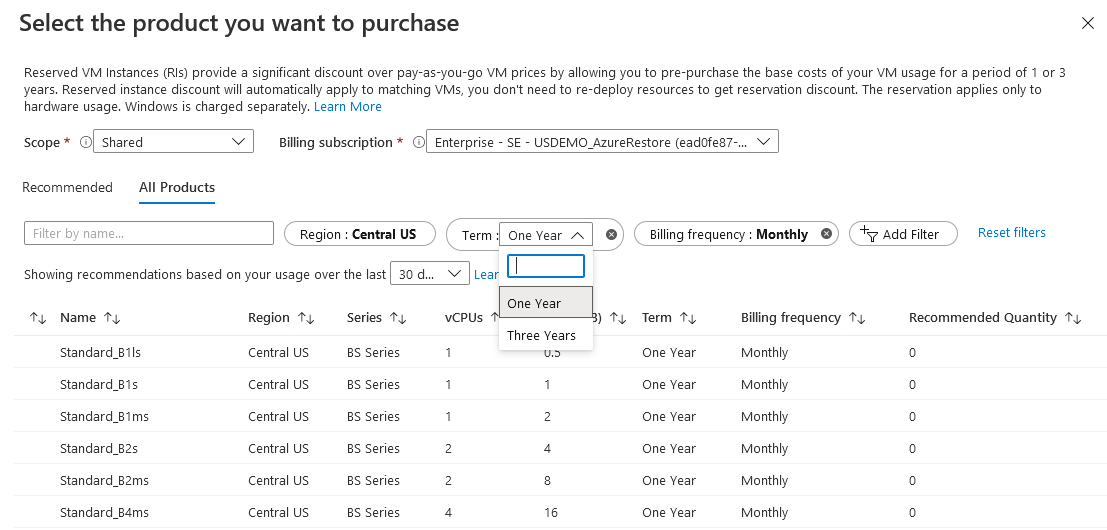 Select the product you want to purchase
Reserved VM Instances (RIs) provide a significant discount over pay-as-you-go VM prices by allowing you to pre-purchase the base costs of your VM usage for a period of 1 or 3
years. Reserved instance discount will automatically apply to matching VMs, you don't need to re-deploy resources to get reservation discount. The reservation applies only to
hardware usage. Windows is charged separately. Learn More
Scope * Shared Billing subscription * Enterprise - SE - USDEMO_AzureRestore (ead0fe87-...
Recommended All Products
Filter by name... Region : Central US Term : One Year Billing frequency : Monthly Add Filter Reset filters
Showing recommendations based on your usage over the last 30 d... Lear
One Year
Three Years
Name Region Series vCPUs B) Term Billing frequency Recommended Quantity
Standard_B1ls Central US BS Series 1 0.5 One Year Monthly 0
Standard_B1s Central US BS Series 1 1 One Year Monthly 0
Standard_B1ms Central US BS Series 1 2 One Year Monthly 0
Standard_B2s Central US BS Series 2 4 One Year Monthly 0
Standard_B2ms Central US BS Series 2 8 One Year Monthly 0
Standard_B4ms Central US BS Series 4 16 One Year Monthly 0